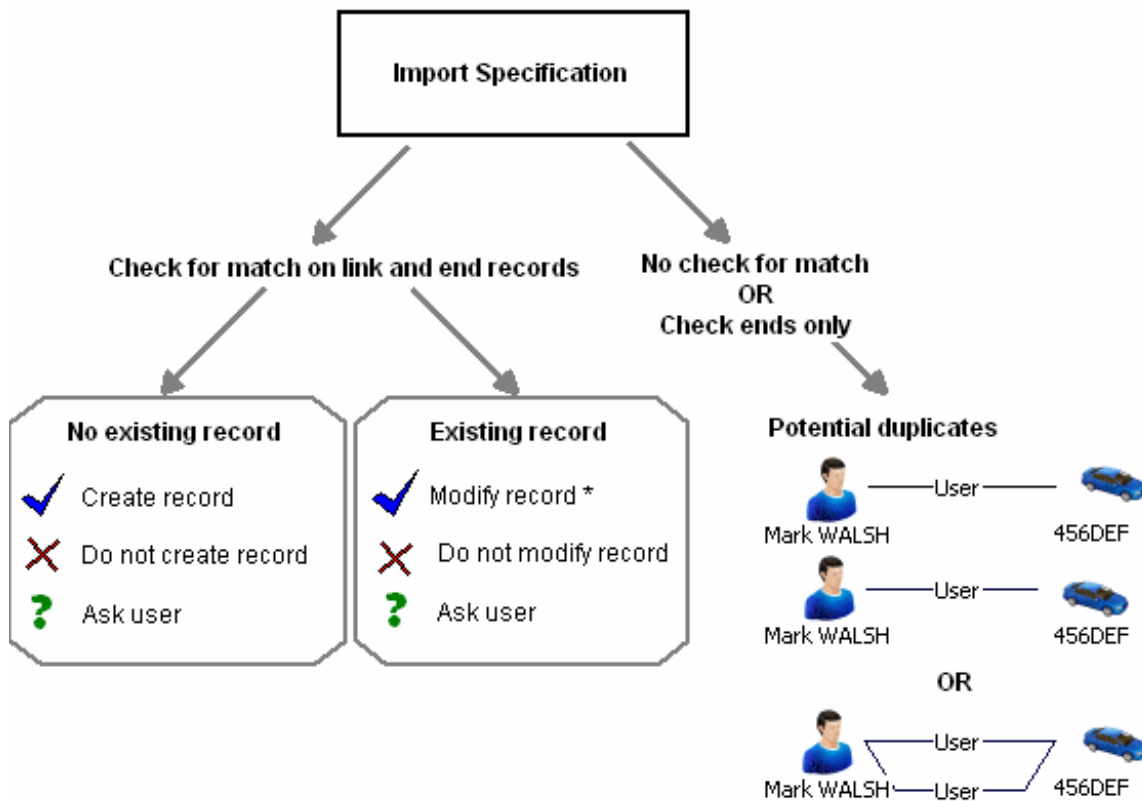 Import Specification
Check for match on link and end records
No check for match
OR
Check ends only
No existing record
Create record
Do not create record
? Ask user
Existing record
Modify record *
Do not modify record
? Ask user
Potential duplicates
User
Mark WALSH
456DEF
User
Mark WALSH
456DEF
OR
User
User
Mark WALSH
456DEF